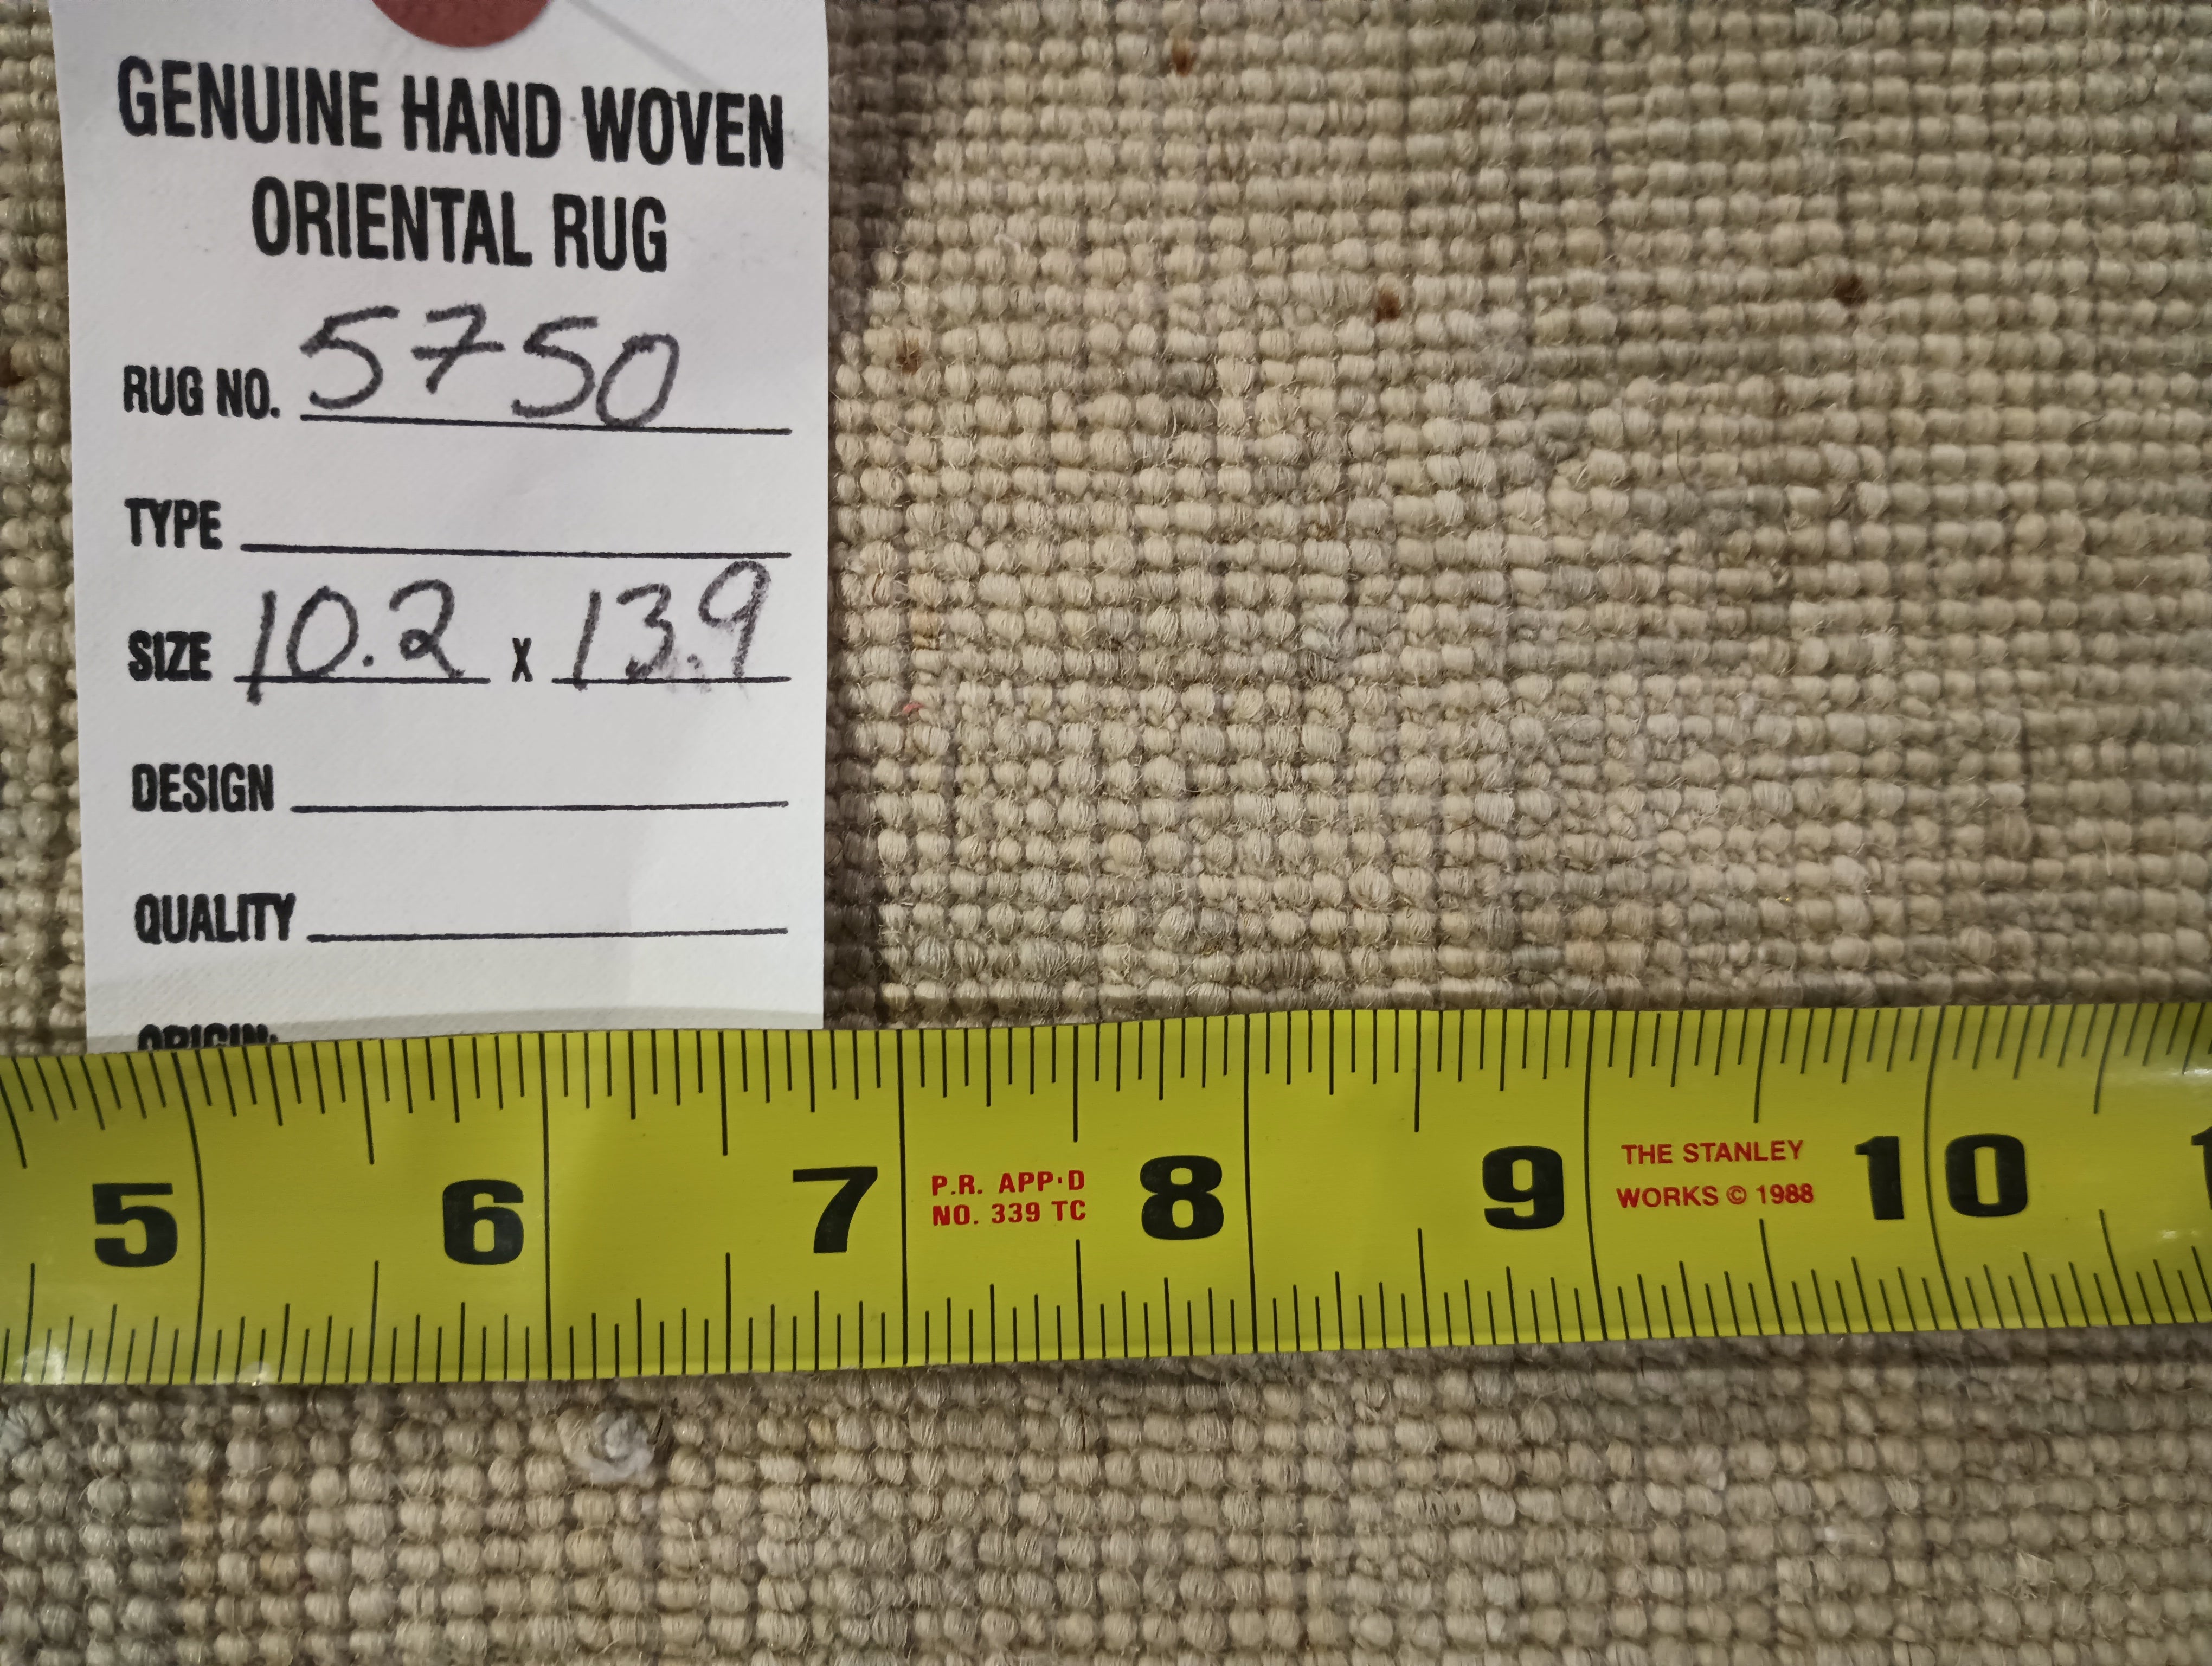 GENUINE HAND WOVEN
ORIENTAL RUG
RUG NO. 5750
TYPE
SIZE 10.2 x 13.9
DESIGN
QUALITY
ORIGIN:
5 6 7 P.R. APP·D 8 9 THE STANLEY 10
NO. 339 TC WORKS © 1988